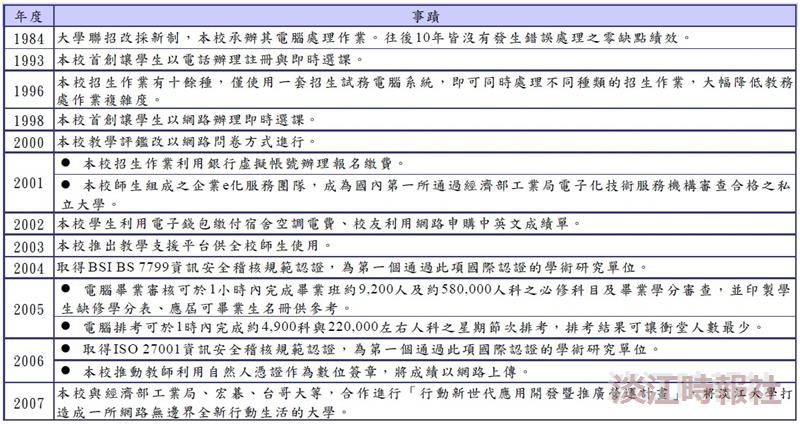 年度 事蹟
1984 大學聯招改採新制，本校承辦其電腦處理作業。往後10年皆沒有發生錯誤處理之零缺點績效。
1993 本校首創讓學生以電話辦理註冊與即時選課。
1996 本校招生作業有十餘種，僅使用一套招生試務電腦系統，即可同時處理不同種類的招生作業，大幅降低教務
處作業複雜度。
1998 本校首創讓學生以網路辦理即時選課。
2000 本校教學評鑑改以網路問卷方式進行。
2001 ● 本校招生作業利用銀行虛擬帳號辦理報名繳費。
● 本校師生組成之企業e化服務團隊，成為國內第一所通過經濟部工業局電子化技術服務機構審查合格之私
立大學。
2002 本校學生利用電子錢包繳付宿舍空調電費、校友利用網路申購中英文成績單。
2003 本校推出教學支援平台供全校師生使用。
2004 取得BSI BS 7799資訊安全稽核規範認證，為第一個通過此項國際認證的學術研究單位。
2005 ● 電腦畢業審核可於1小時內完成畢業班約9,200人及約580,000人科之必修科目及畢業學分審查，並印製學
生缺修學分表、應屆可畢業生名冊供參考。
● 電腦排考可於1時內完成約4,900科與220,000左右人科之星期節次排考，排考結果可讓衝堂人數最少。
2006 ● 取得ISO 27001資訊安全稽核規範認證，為第一個通過此項國際認證的學術研究單位。
● 本校推動教師利用自然人憑證作為數位簽章，將成績以網路上傳。
2007 本校與經濟部工業局、宏碁、台哥大等，合作進行「行動新世代應用開發暨推廣營運計畫」，將淡江大學打
造成一所網路無邊界全新行動生活的大學。
淡江時報社